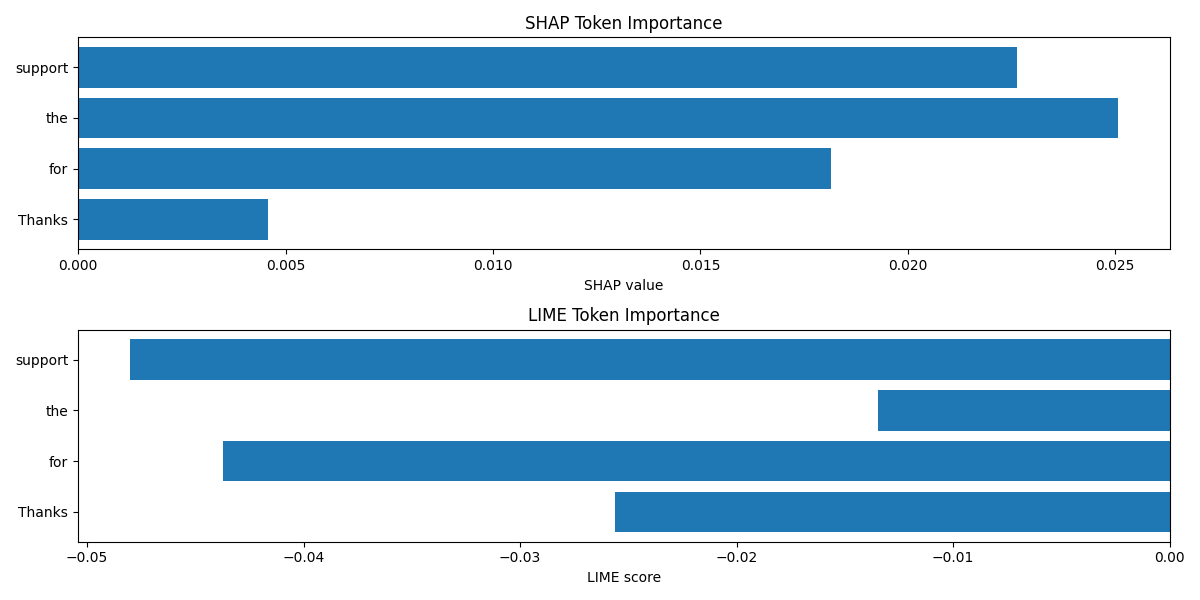 SHAP Token Importance
support
the
for
Thanks
0.000 0.005 0.010 0.015 0.020 0.025
SHAP value
LIME Token Importance
support
the
for
Thanks
−0.05 −0.04 −0.03 −0.02 −0.01 0.00
LIME score